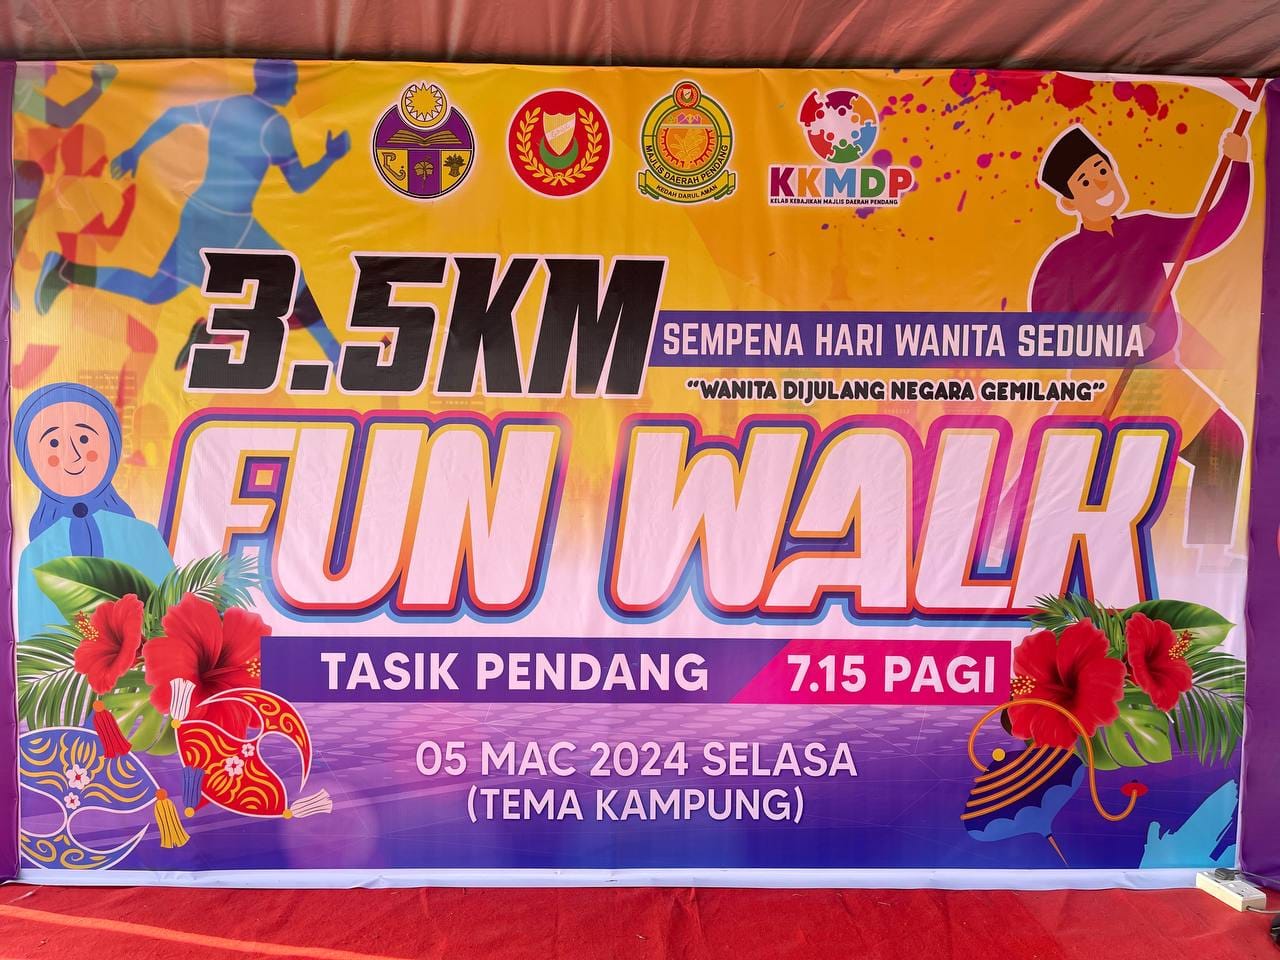 MAJLIS DAERAH PENDANG
KEDAH DARUL AMAN
KKMDP
KELAB KEBAJIKAN MAJLIS DAERAH PENDANG
3.5KM
SEMPENA HARI WANITA SEDUNIA
"WANITA DIJULANG NEGARA GEMILANG"
FUN WALK
TASIK PENDANG
7.15 PAGI
05 MAC 2024 SELASA
(TEMA KAMPUNG)